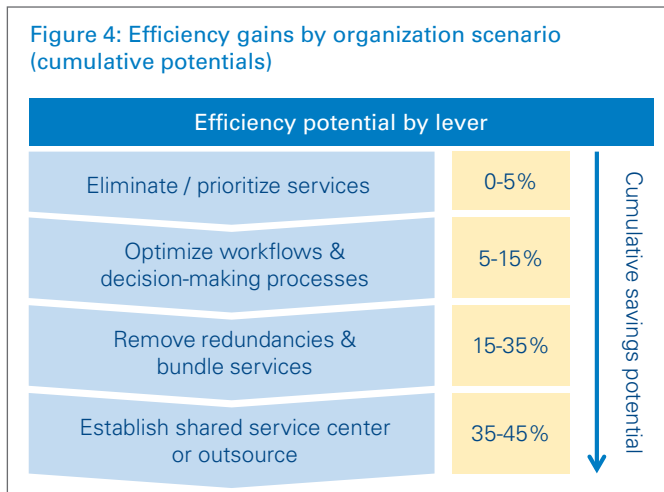 Figure 4: Efficiency gains by organization scenario
(cumulative potentials)
Efficiency potential by lever
Eliminate / prioritize services
0-5%
Optimize workflows &
decision-making processes
5-15%
Remove redundancies &
bundle services
15-35%
Establish shared service center
or outsource
35-45%
Cumulative savings potential